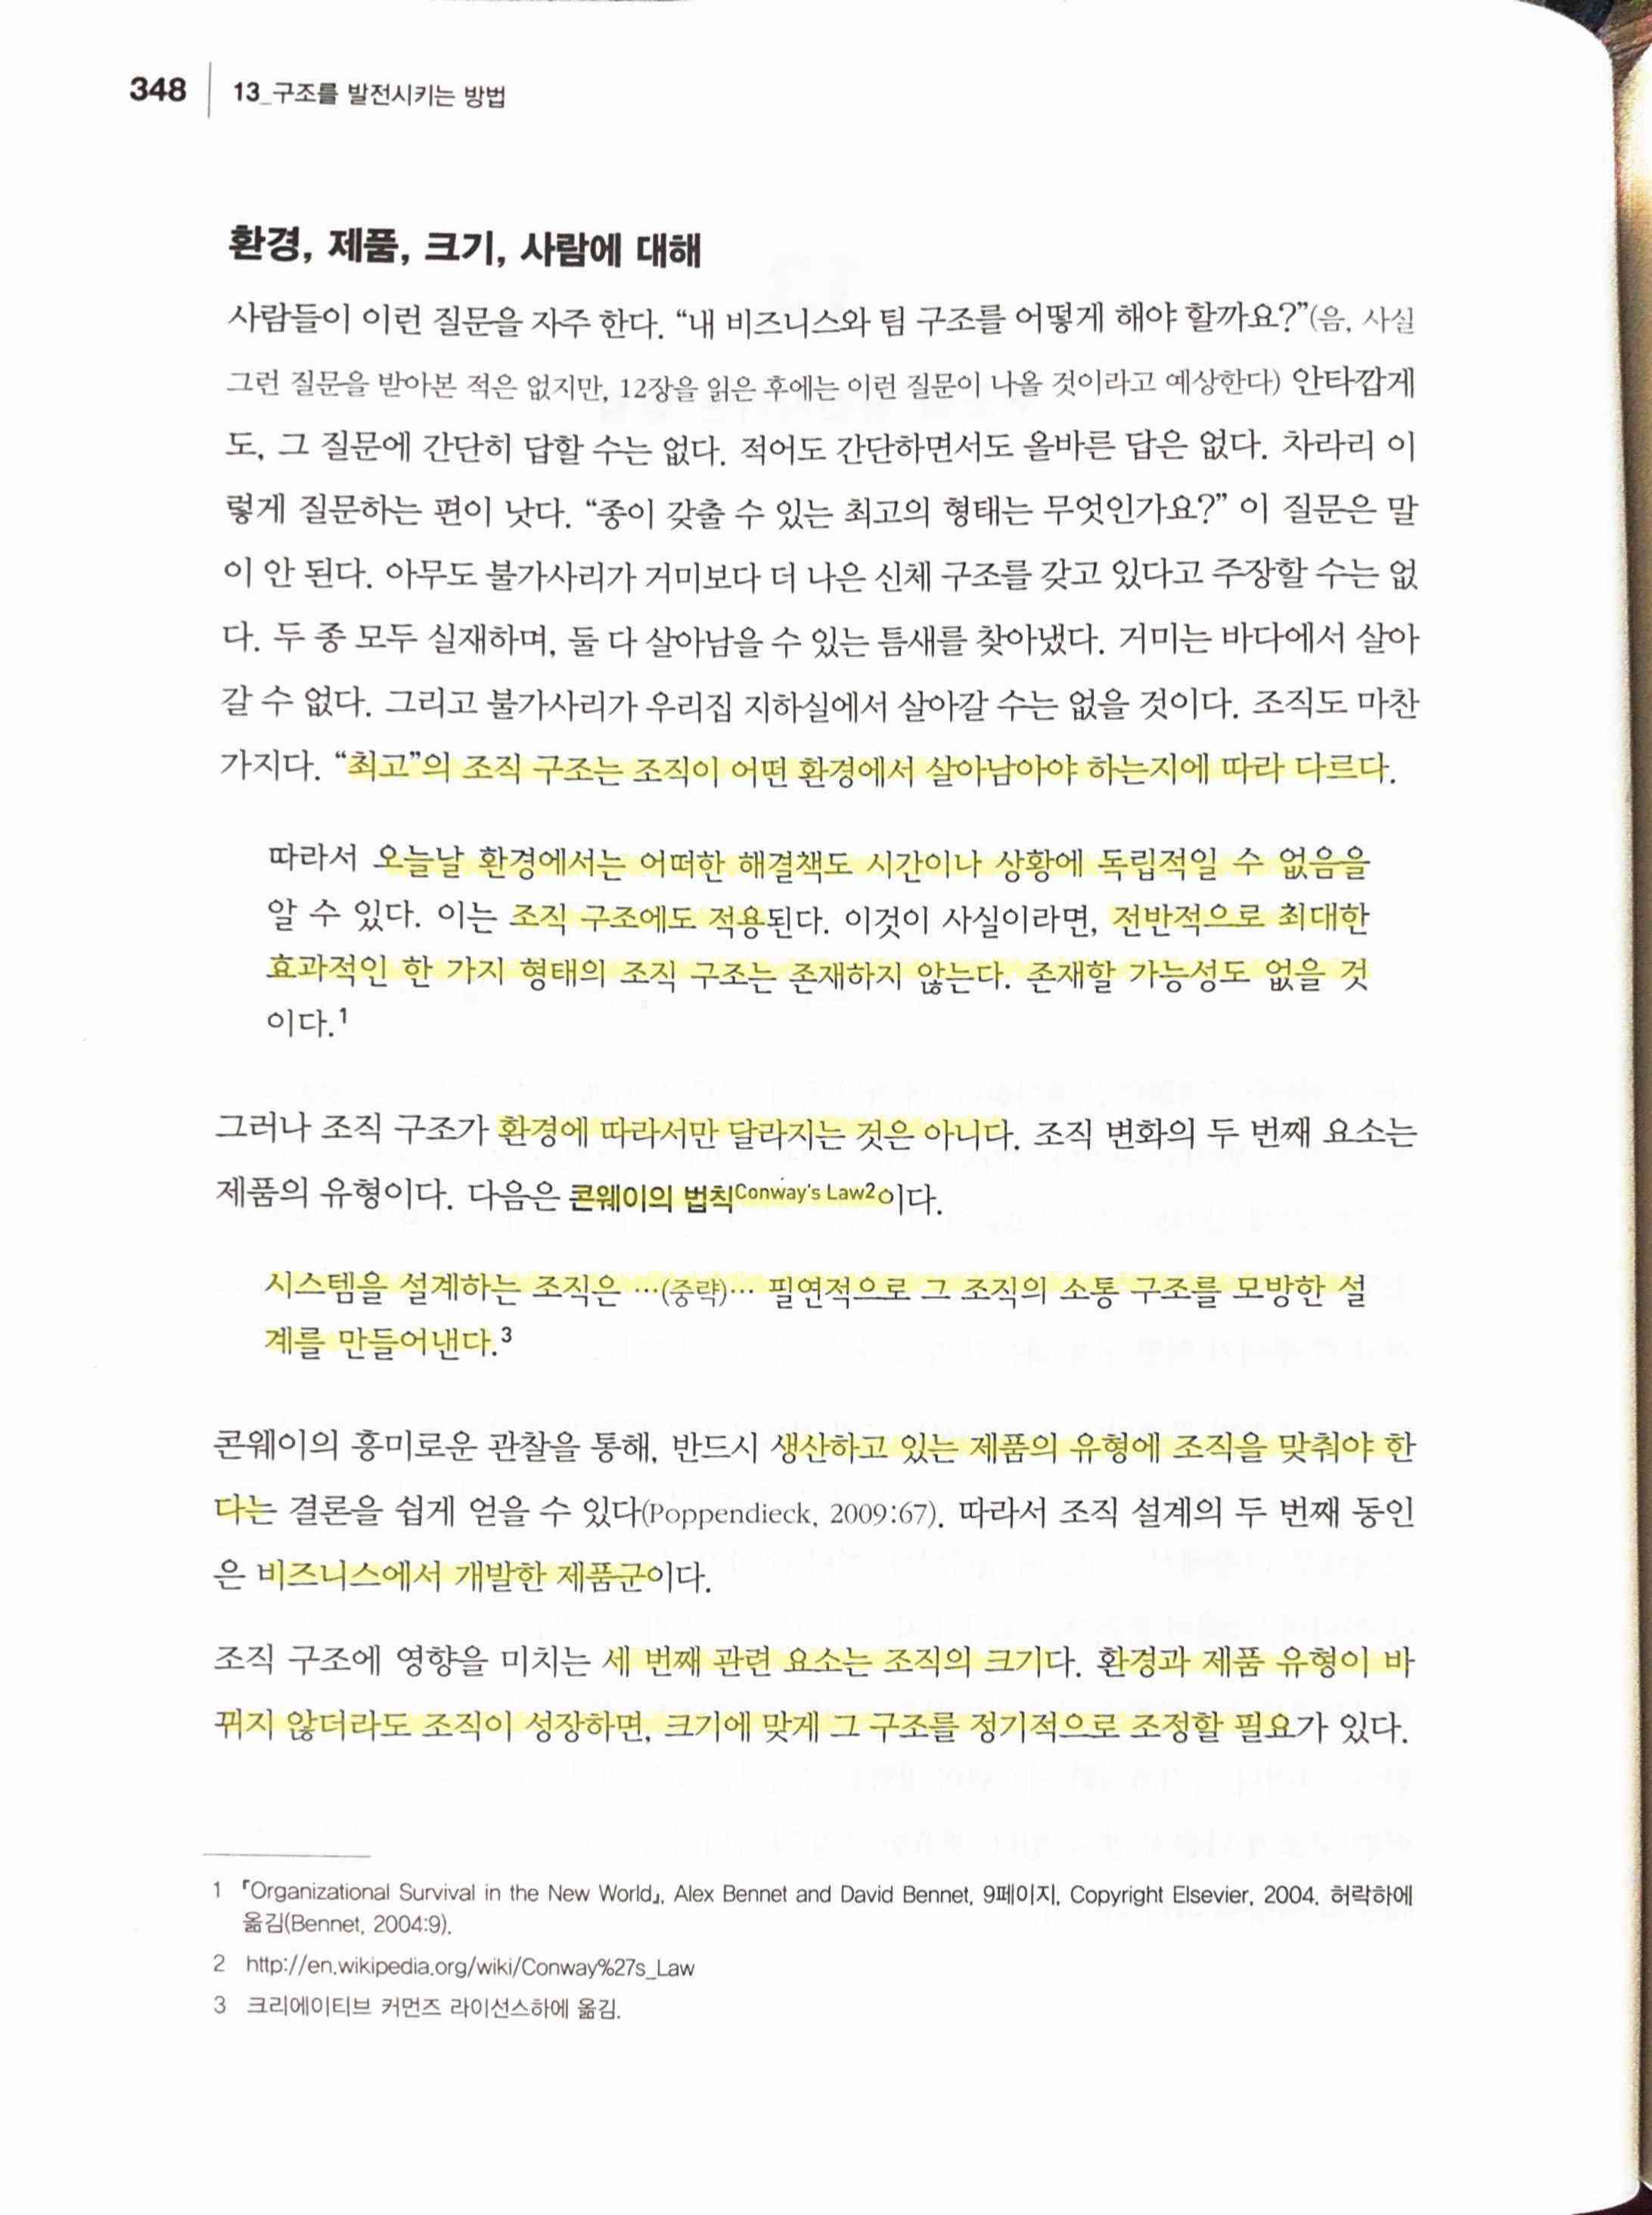 348 13_구조를 발전시키는 방법
환경, 제품, 크기, 사람에 대해
사람들이 이런 질문을 자주 한다. “내 비즈니스와 팀 구조를 어떻게 해야 할까요?”(음, 사실
그런 질문을 받아본 적은 없지만, 12장을 읽은 후에는 이런 질문이 나올 것이라고 예상한다) 안타깝게
도, 그 질문에 간단히 답할 수는 없다. 적어도 간단하면서도 올바른 답은 없다. 차라리 이
렇게 질문하는 편이 낫다. “종이 갖출 수 있는 최고의 형태는 무엇인가요?” 이 질문은 말
이 안 된다. 아무도 불가사리가 거미보다 더 나은 신체 구조를 갖고 있다고 주장할 수는 없
다. 두 종 모두 실재하며, 둘 다 살아남을 수 있는 틈새를 찾아냈다. 거미는 바다에서 살아
갈 수 없다. 그리고 불가사리가 우리집 지하실에서 살아갈 수는 없을 것이다. 조직도 마찬
가지다. “최고”의 조직 구조는 조직이 어떤 환경에서 살아남아야 하는지에 따라 다르다.
따라서 오늘날 환경에서는 어떠한 해결책도 시간이나 상황에 독립적일 수 없음을
알 수 있다. 이는 조직 구조에도 적용된다. 이것이 사실이라면, 전반적으로 최대한
효과적인 한 가지 형태의 조직 구조는 존재하지 않는다. 존재할 가능성도 없을 것
이다.1
그러나 조직 구조가 환경에 따라서만 달라지는 것은 아니다. 조직 변화의 두 번째 요소는
제품의 유형이다. 다음은 콘웨이의 법칙Conway's Law2이다.
시스템을 설계하는 조직은 …(중략)… 필연적으로 그 조직의 소통 구조를 모방한 설
계를 만들어낸다.3
콘웨이의 흥미로운 관찰을 통해, 반드시 생산하고 있는 제품의 유형에 조직을 맞춰야 한
다는 결론을 쉽게 얻을 수 있다(Poppendieck, 2009:67). 따라서 조직 설계의 두 번째 동인
은 비즈니스에서 개발한 제품군이다.
조직 구조에 영향을 미치는 세 번째 관련 요소는 조직의 크기다. 환경과 제품 유형이 바
뀌지 않더라도 조직이 성장하면, 크기에 맞게 그 구조를 정기적으로 조정할 필요가 있다.
1 『Organizational Survival in the New World』, Alex Bennet and David Bennet, 9페이지, Copyright Elsevier, 2004. 허락하에
옮김(Bennet, 2004:9).
2 http://en.wikipedia.org/wiki/Conway%27s_Law
3 크리에이티브 커먼즈 라이선스하에 옮김.